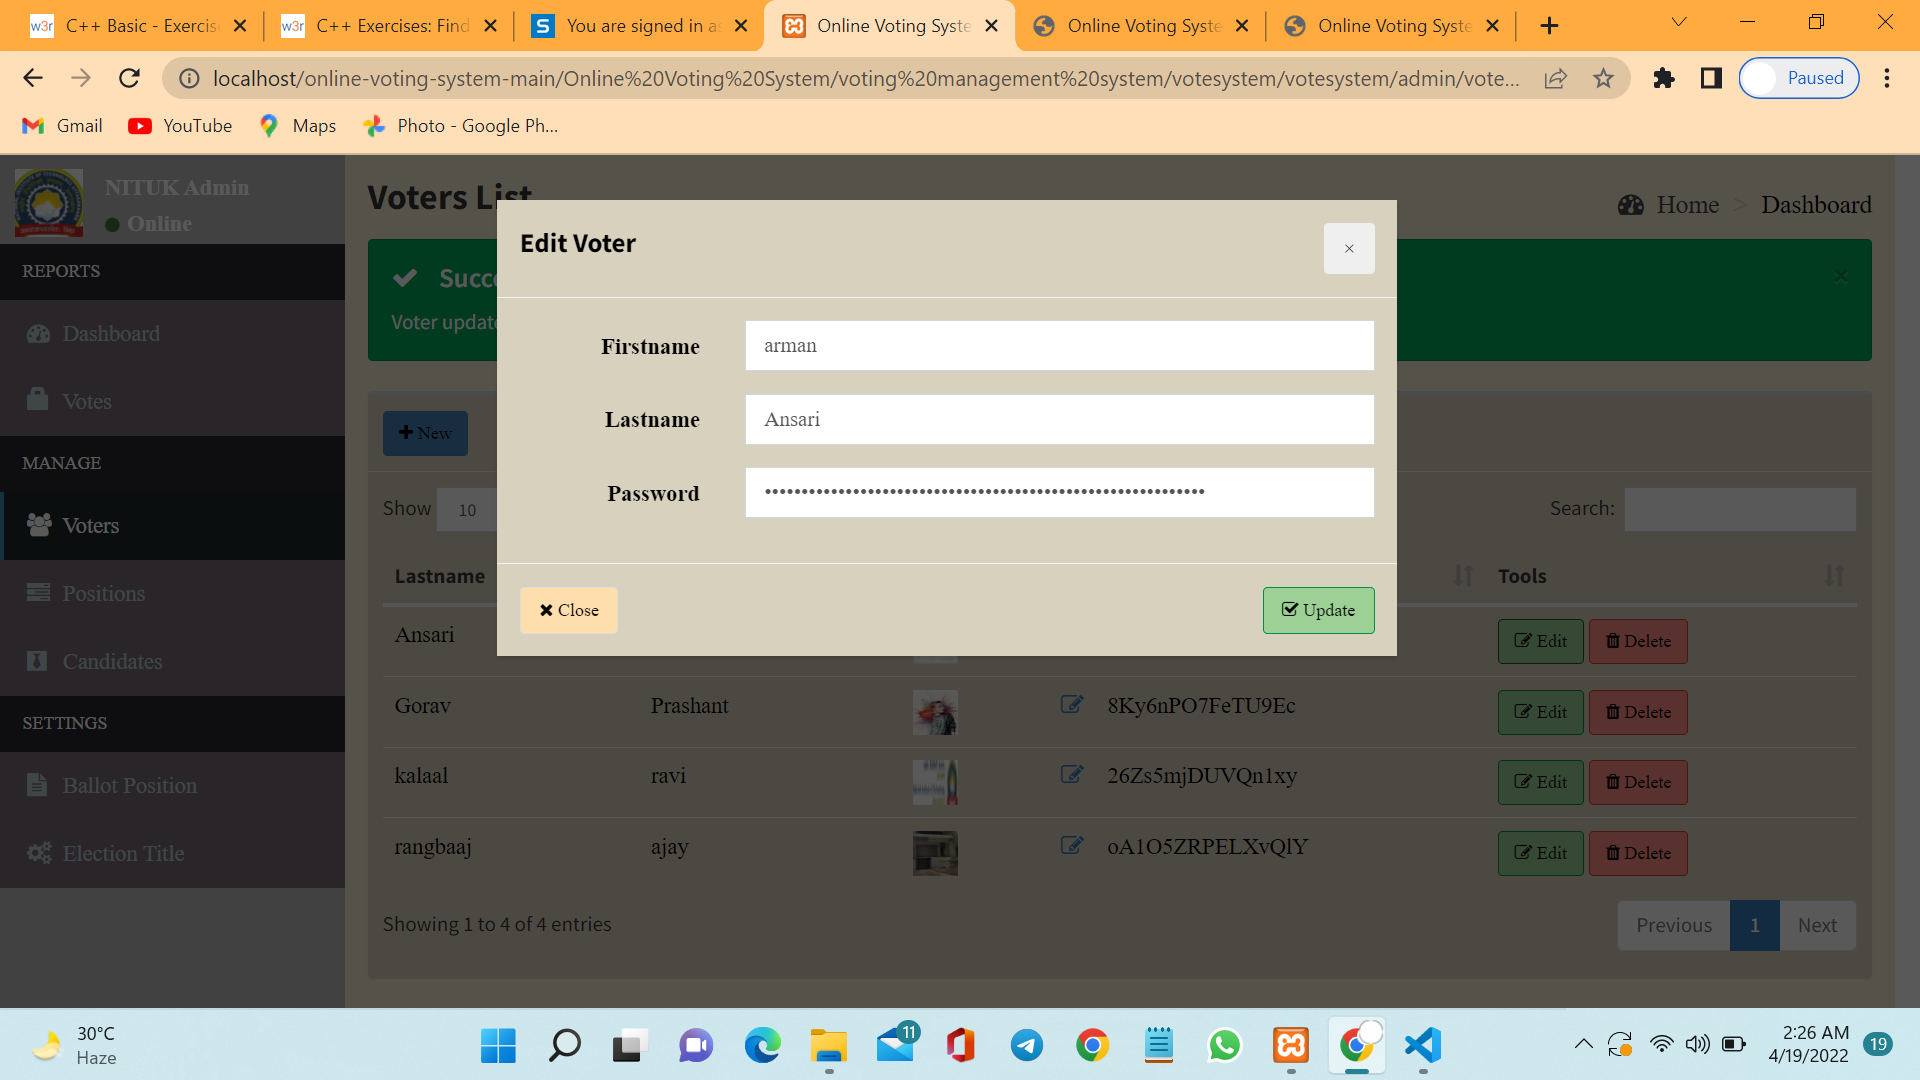 w3r C++ Basic - Exercis
w3r C++ Exercises: Find
S You are signed in as
Online Voting Syste
Online Voting Syste
Online Voting Syste
localhost/online-voting-system-main/Online%20Voting%20System/voting%20management%20system/votesystem/votesystem/admin/vote...
Paused
Gmail
YouTube
Maps
Photo - Google Ph...
NITUK Admin
Online
REPORTS
Dashboard
Votes
MANAGE
Voters
Positions
Candidates
SETTINGS
Ballot Position
Election Title
Voters List
Home > Dashboard
Succe
Voter update
×
Edit Voter
×
Firstname arman
Lastname Ansari
Password ••••••••••••••••••••••••••••••••••••••••••••••••••••••••••••
Close
Update
New
Show 10
Search:
Lastname Tools
Ansari Edit Delete
Gorav Prashant 8Ky6nPO7FeTU9Ec Edit Delete
kalaal ravi 26Zs5mjDUVQn1xy Edit Delete
rangbaaj ajay oA1O5ZRPELXvQlY Edit Delete
Showing 1 to 4 of 4 entries
Previous 1 Next
30°C
Haze
11
2:26 AM
4/19/2022
19